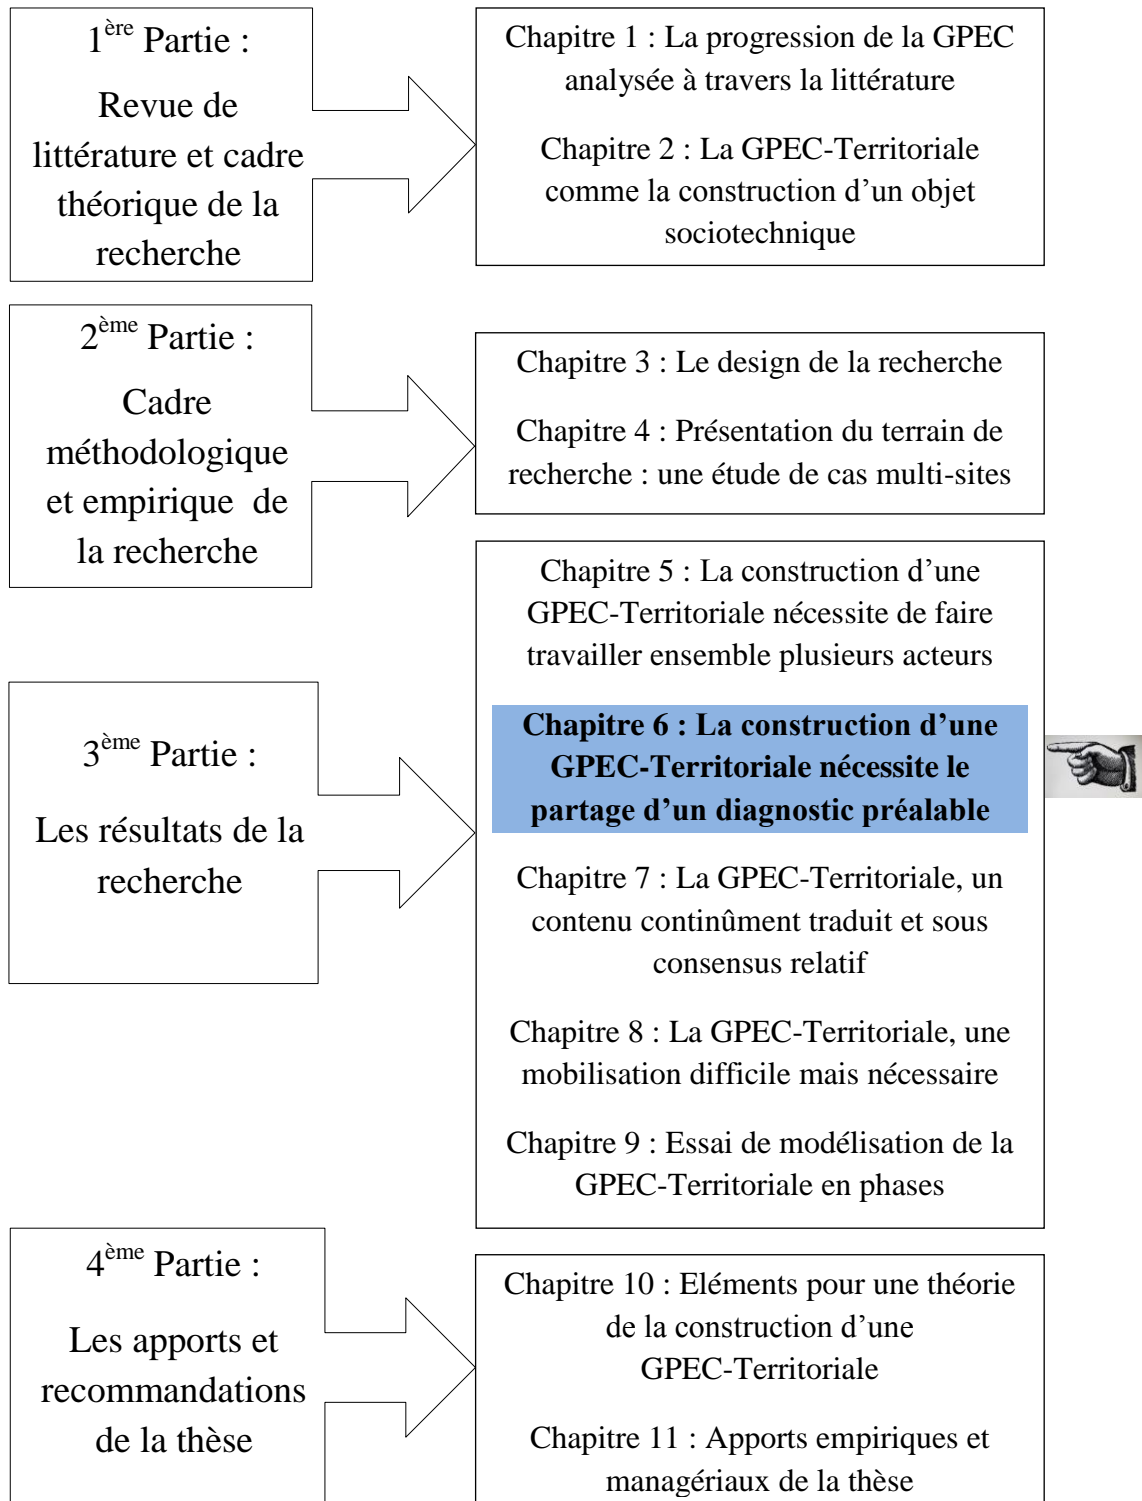 1ère Partie :
Revue de
littérature et cadre
théorique de la
recherche
Chapitre 1 : La progression de la GPEC
analysée à travers la littérature
Chapitre 2 : La GPEC-Territoriale
comme la construction d’un objet
sociotechnique
2ème Partie :
Cadre
méthodologique
et empirique de
la recherche
Chapitre 3 : Le design de la recherche
Chapitre 4 : Présentation du terrain de
recherche : une étude de cas multi-sites
3ème Partie :
Les résultats de la
recherche
Chapitre 5 : La construction d’une
GPEC-Territoriale nécessite de faire
travailler ensemble plusieurs acteurs
Chapitre 6 : La construction d’une
GPEC-Territoriale nécessite le
partage d’un diagnostic préalable
Chapitre 7 : La GPEC-Territoriale, un
contenu continûment traduit et sous
consensus relatif
Chapitre 8 : La GPEC-Territoriale, une
mobilisation difficile mais nécessaire
Chapitre 9 : Essai de modélisation de la
GPEC-Territoriale en phases
4ème Partie :
Les apports et
recommandations
de la thèse
Chapitre 10 : Eléments pour une théorie
de la construction d’une
GPEC-Territoriale
Chapitre 11 : Apports empiriques et
managériaux de la thèse